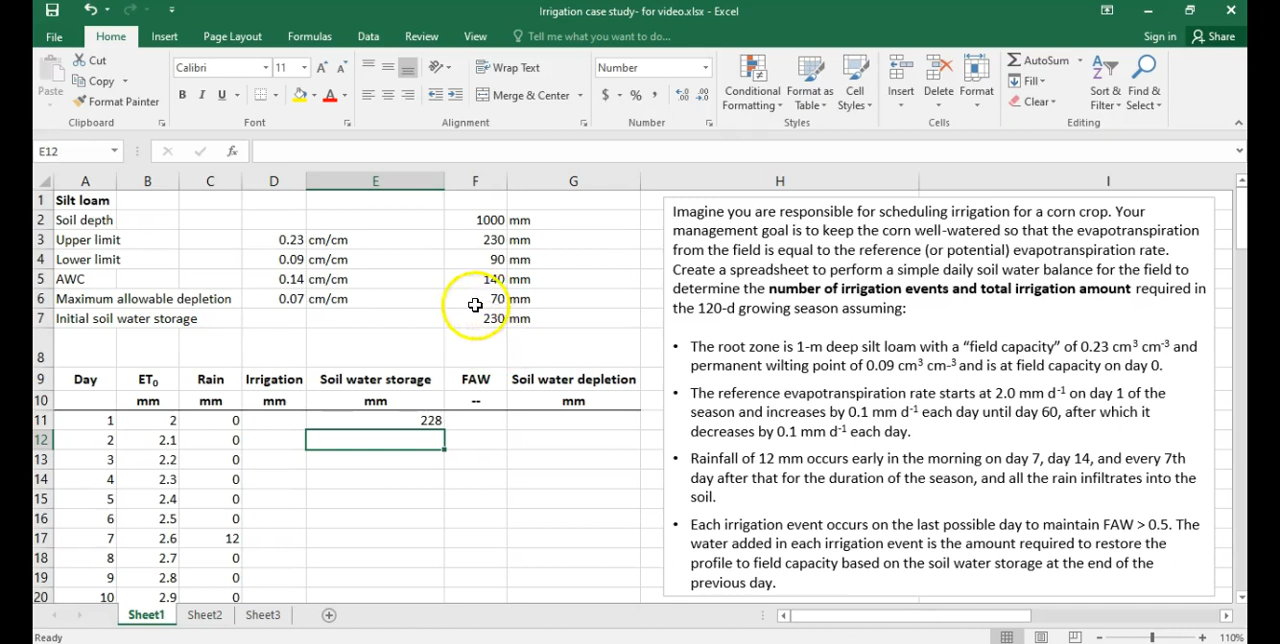 Irrigation case study- for video.xlsx - Excel
File Home Insert Page Layout Formulas Data Review View Tell me what you want to do... Sign in Share
Cut
Copy
Format Painter
Paste
Calibri 11
B I U
Wrap Text
Merge & Center
Number
$ % ,
Conditional Formatting
Format as Table
Cell Styles
Insert
Delete
Format
AutoSum
Fill
Clear
Sort & Filter
Find & Select
Clipboard Font Alignment Number Styles Cells Editing
E12 fx
A B C D E F G H I
1 Silt loam
2 Soil depth 1000 mm
3 Upper limit 0.23 cm/cm 230 mm
4 Lower limit 0.09 cm/cm 90 mm
5 AWC 0.14 cm/cm 140 mm
6 Maximum allowable depletion 0.07 cm/cm 70 mm
7 Initial soil water storage 230 mm
8
9 Day ET₀ Rain Irrigation Soil water storage FAW Soil water depletion
10 mm mm mm mm -- mm
11 1 2 0 228
12 2 2.1 0
13 3 2.2 0
14 4 2.3 0
15 5 2.4 0
16 6 2.5 0
17 7 2.6 12
18 8 2.7 0
19 9 2.8 0
20 10 2.9 0
Imagine you are responsible for scheduling irrigation for a corn crop. Your
management goal is to keep the corn well-watered so that the evapotranspiration
from the field is equal to the reference (or potential) evapotranspiration rate.
Create a spreadsheet to perform a simple daily soil water balance for the field to
determine the number of irrigation events and total irrigation amount required in
the 120-d growing season assuming:
• The root zone is 1-m deep silt loam with a “field capacity” of 0.23 cm³ cm⁻³ and
permanent wilting point of 0.09 cm³ cm-³ and is at field capacity on day 0.
• The reference evapotranspiration rate starts at 2.0 mm d⁻¹ on day 1 of the
season and increases by 0.1 mm d⁻¹ each day until day 60, after which it
decreases by 0.1 mm d⁻¹ each day.
• Rainfall of 12 mm occurs early in the morning on day 7, day 14, and every 7th
day after that for the duration of the season, and all the rain infiltrates into the
soil.
• Each irrigation event occurs on the last possible day to maintain FAW > 0.5. The
water added in each irrigation event is the amount required to restore the
profile to field capacity based on the soil water storage at the end of the
previous day.
Sheet1 Sheet2 Sheet3
Ready 110%